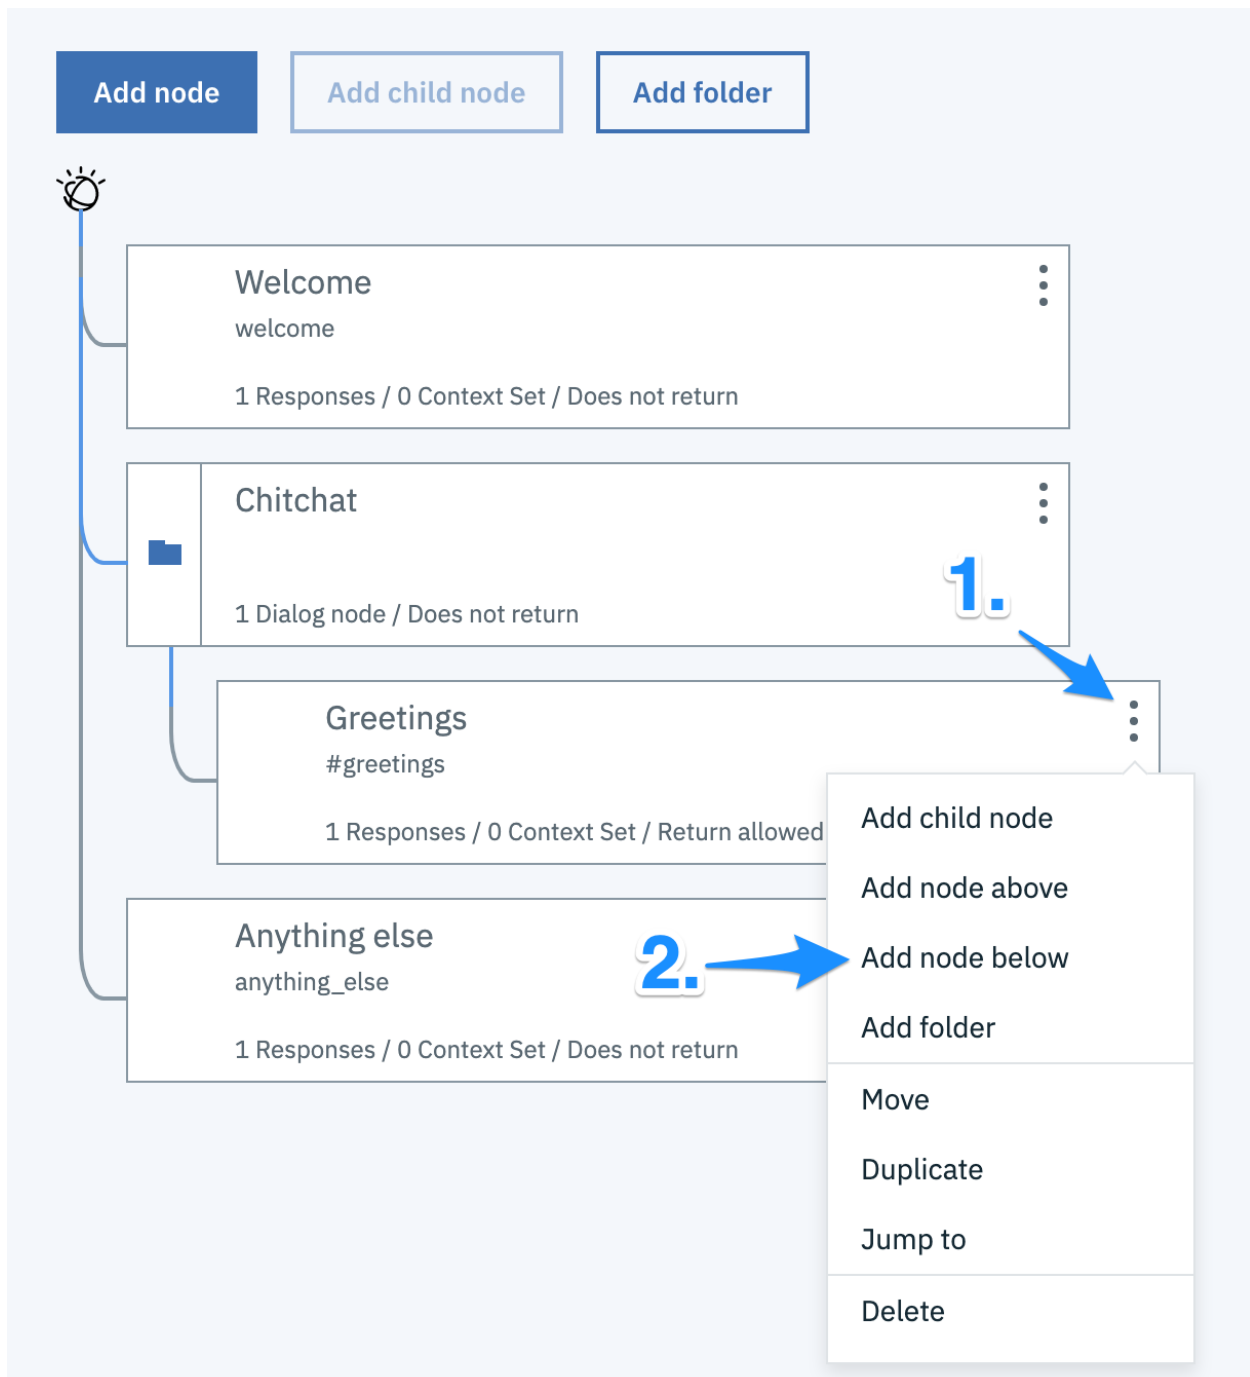 Add node
Add child node
Add folder
Welcome
welcome
1 Responses / 0 Context Set / Does not return
Chitchat
1 Dialog node / Does not return
1.
Greetings
#greetings
1 Responses / 0 Context Set / Return allowed
Add child node
Add node above
Add node below
Add folder
Move
Duplicate
Jump to
Delete
Anything else
anything_else
2.
1 Responses / 0 Context Set / Does not return